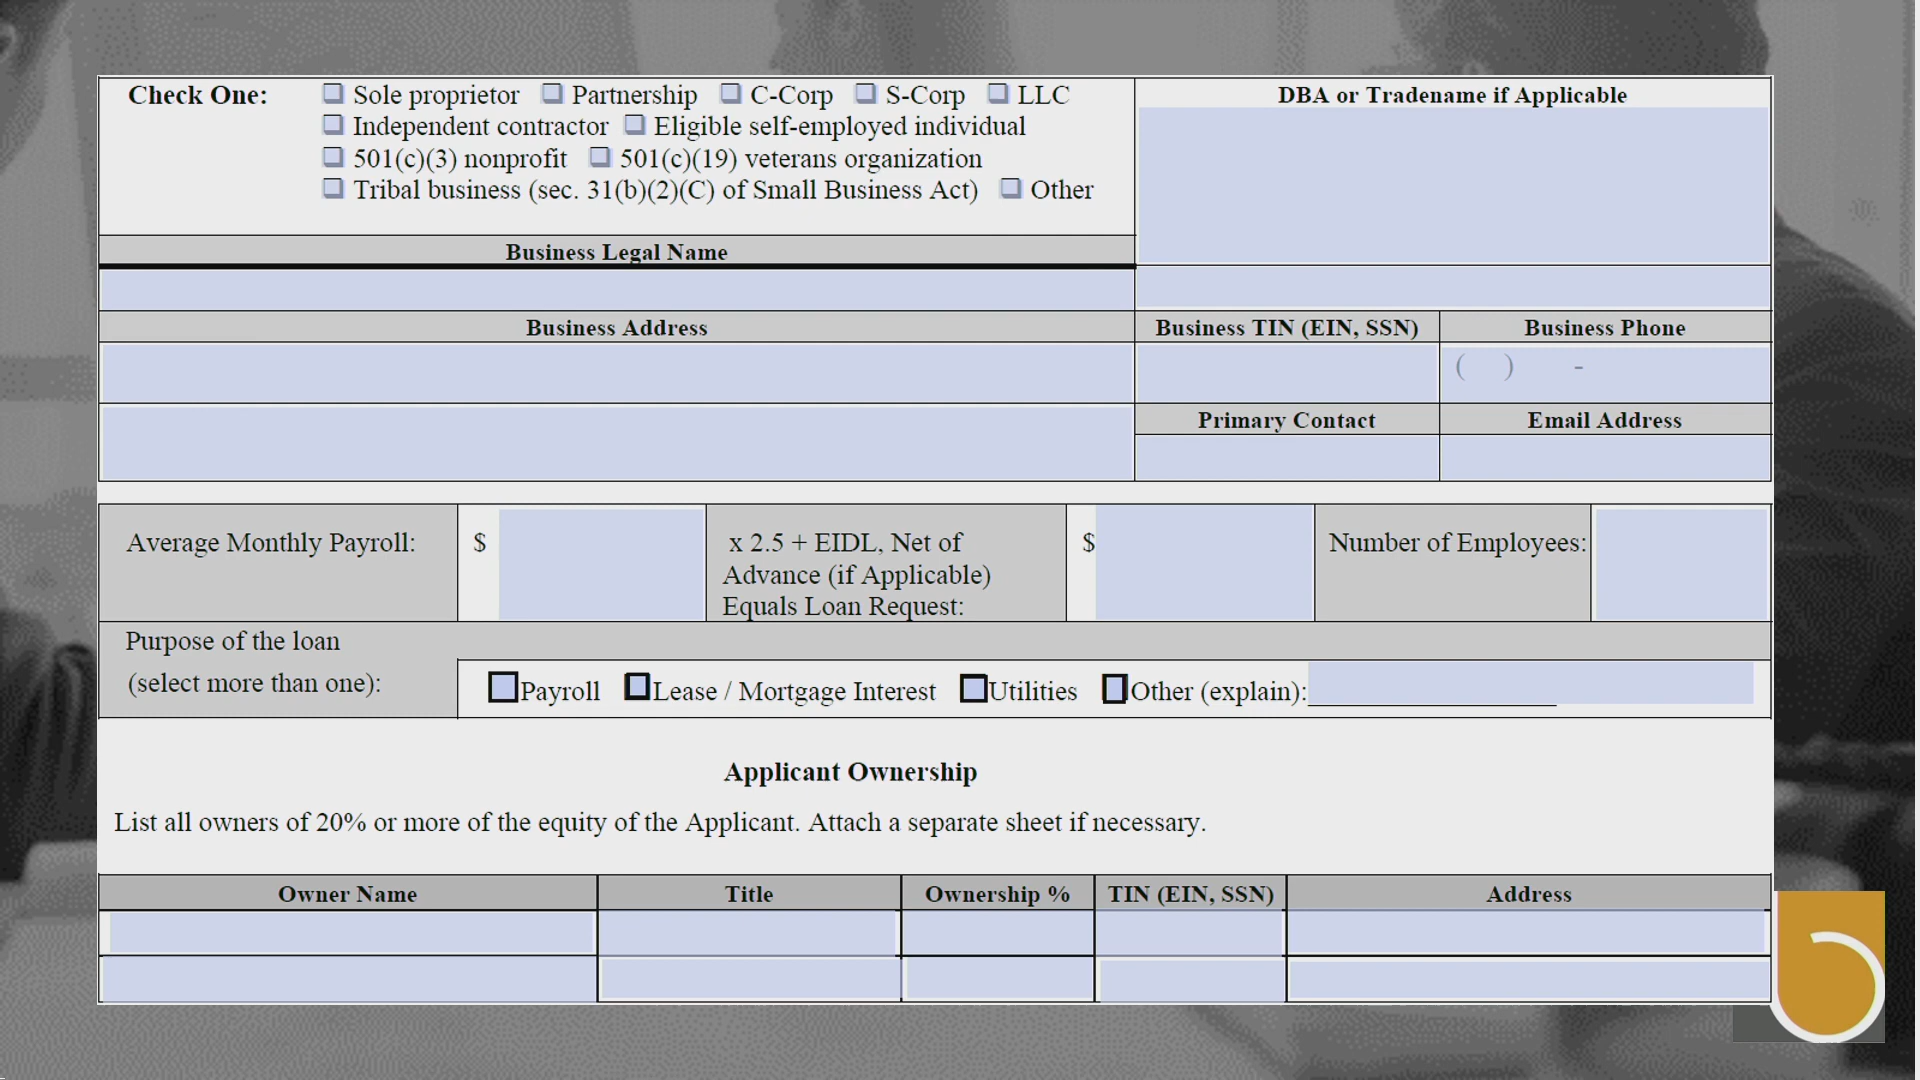 Check One: Sole proprietor Partnership C-Corp S-Corp LLC
Independent contractor Eligible self-employed individual
501(c)(3) nonprofit 501(c)(19) veterans organization
Tribal business (sec. 31(b)(2)(C) of Small Business Act) Other
DBA or Tradename if Applicable
Business Legal Name
Business Address
Business TIN (EIN, SSN)
Business Phone
( ) -
Primary Contact
Email Address
Average Monthly Payroll:
$
x 2.5 + EIDL, Net of
Advance (if Applicable)
Equals Loan Request:
$
Number of Employees:
Purpose of the loan
(select more than one):
Payroll Lease / Mortgage Interest Utilities Other (explain):
Applicant Ownership
List all owners of 20% or more of the equity of the Applicant. Attach a separate sheet if necessary.
Owner Name Title Ownership % TIN (EIN, SSN) Address